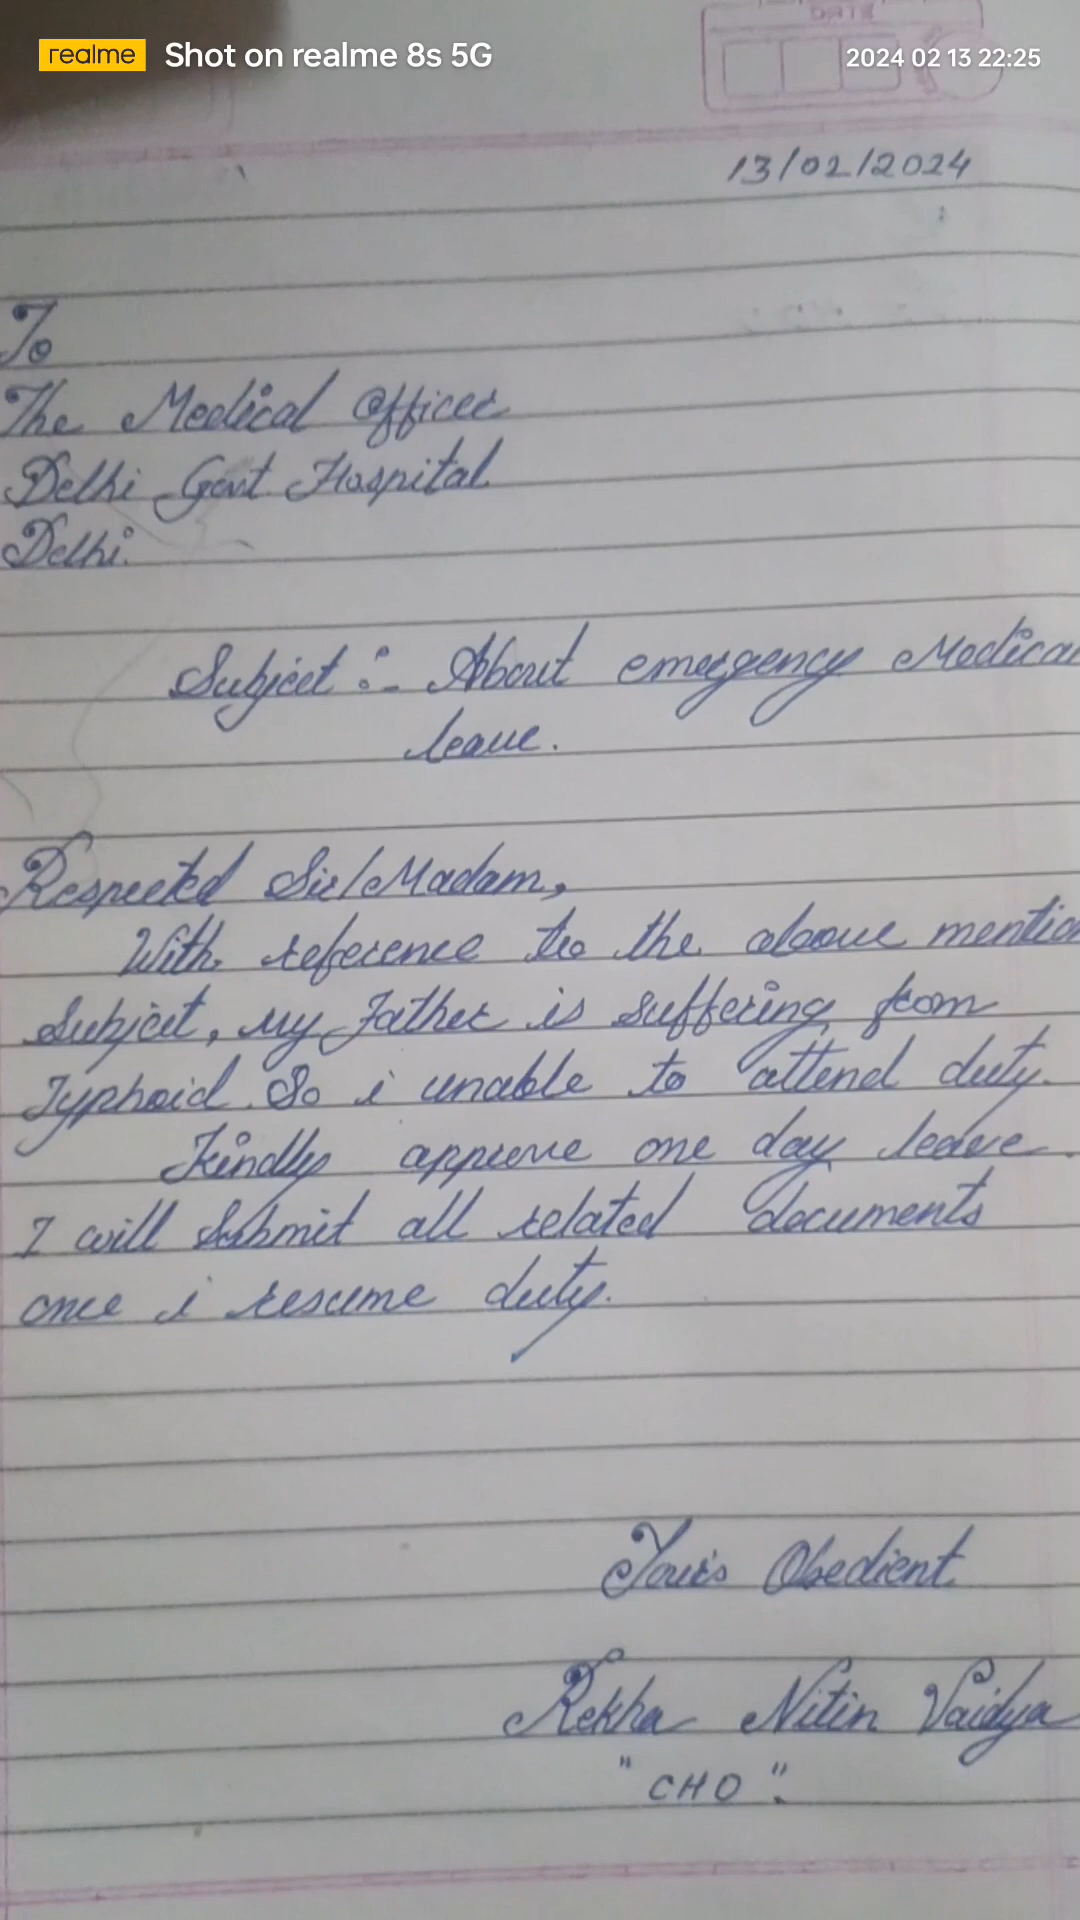 realme Shot on realme 8s 5G 2024 02 13 22:25
DATE
13/02/2024
To
The Medical Officer
Delhi Govt Hospital
Delhi.
Subject :- About emergency Medical
leave.
Respected Sir/Madam,
With reference to the above mentio
Subject, my Father is suffering from
Typhoid. So i unable to attend duty.
Kindly approve one day leave.
I will Submit all related documents
once i resume duty.
Your's Obedient
Rekha Nitin Vaidya
"CHO".